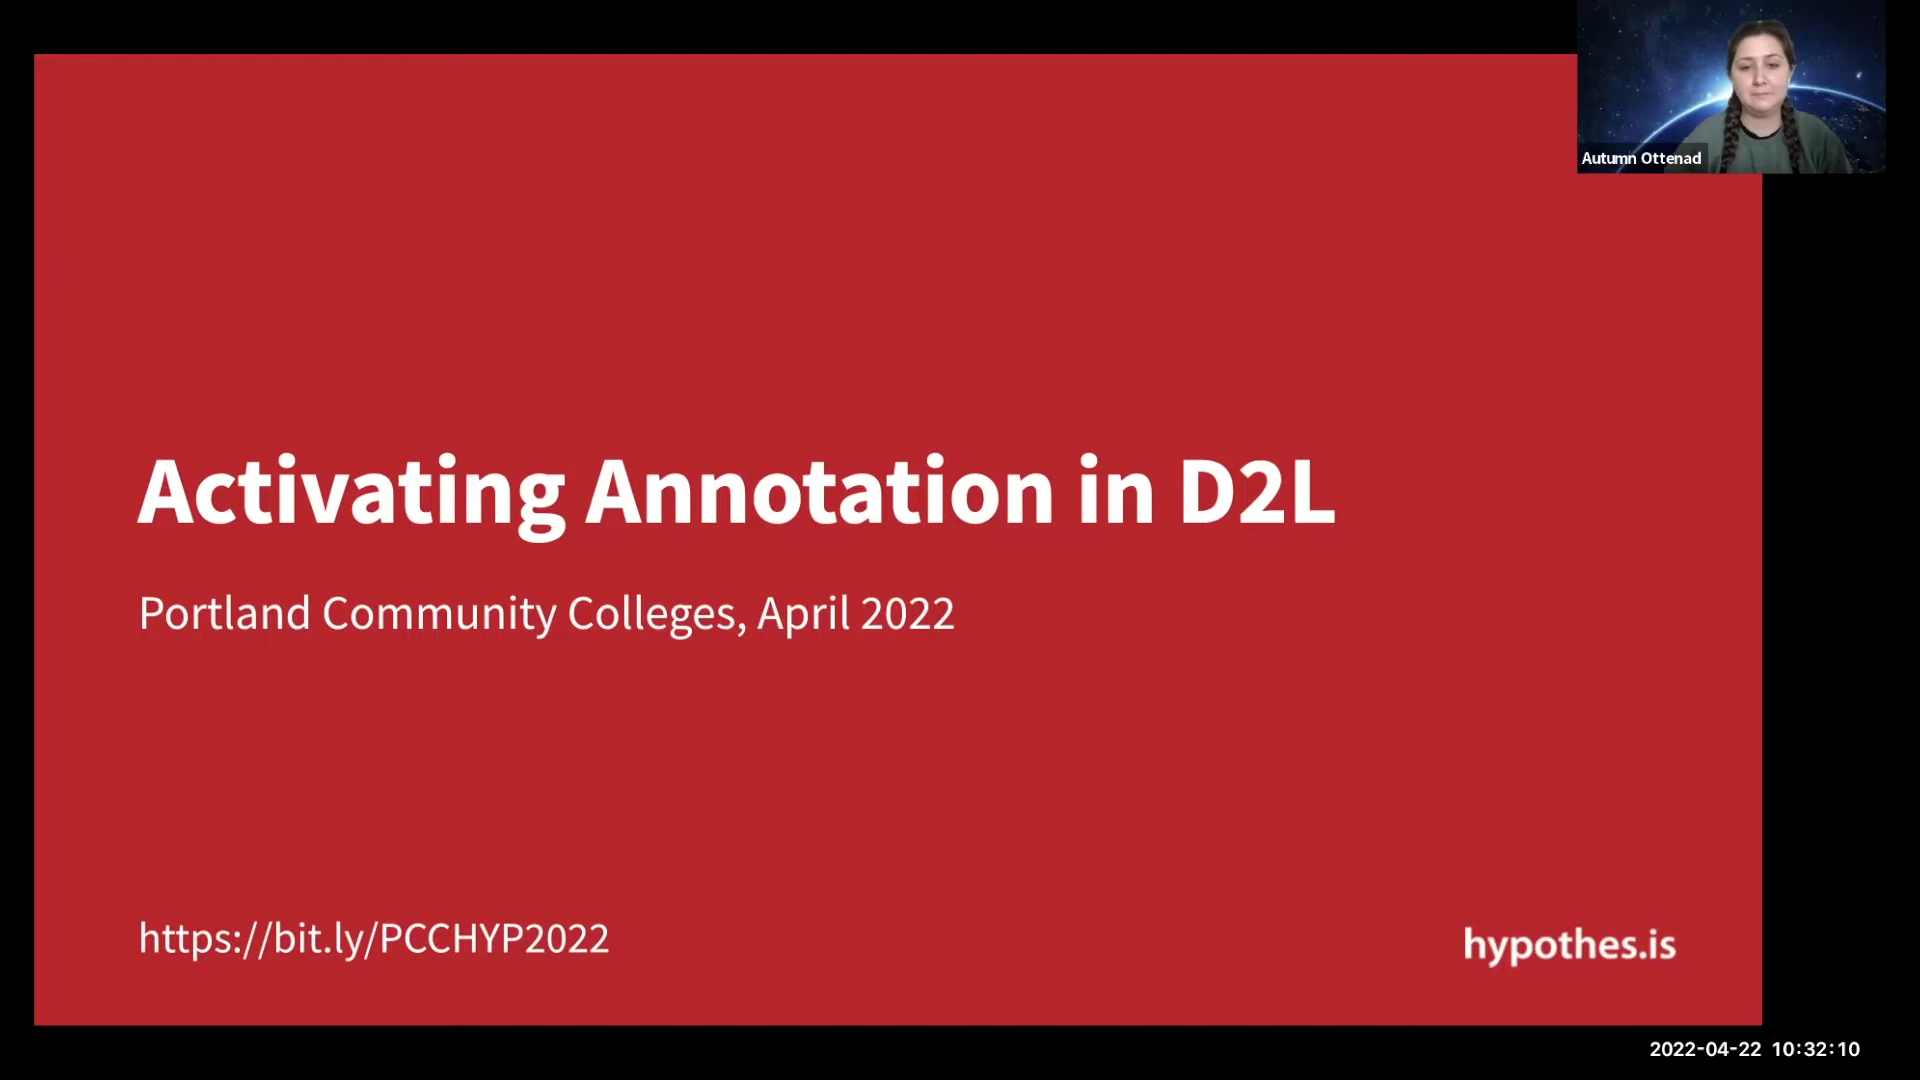 Autumn Ottenad
Activating Annotation in D2L
Portland Community Colleges, April 2022
https://bit.ly/PCCHYP2022
hypothes.is
2022-04-22 10:32:10